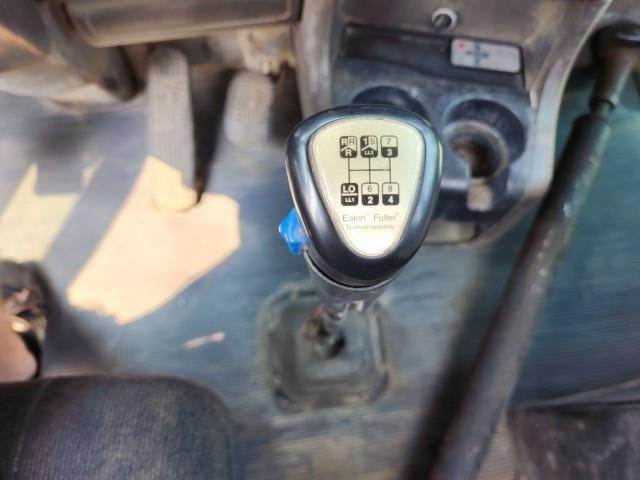 R R 1 5 7
R 3
LO 6 8
2 4
Eaton® Fuller®
Transmissions